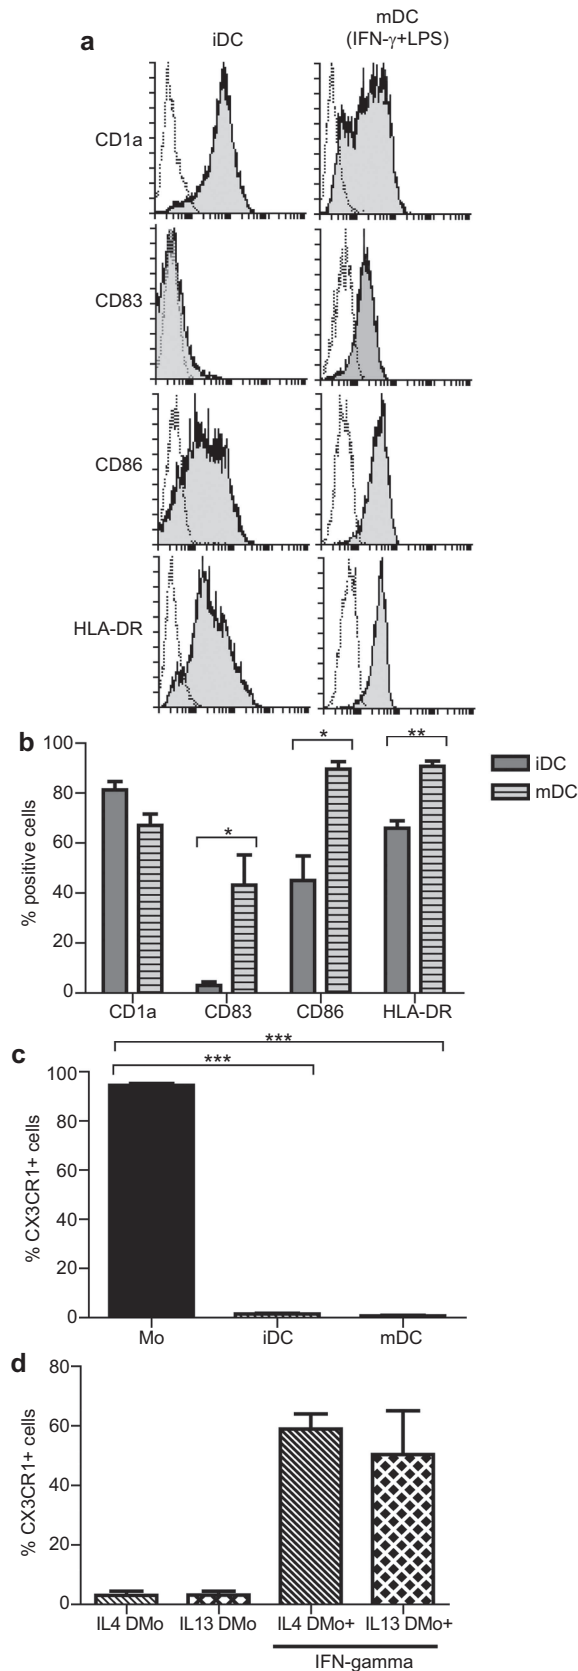 a
iDC
mDC
(IFN-γ+LPS)
CD1a
CD83
CD86
HLA-DR
b
% positive cells
100
80
60
40
20
0
*
*
**
iDC
mDC
CD1a
CD83
CD86
HLA-DR
c
% CX3CR1+ cells
100
80
60
40
20
0
***
***
Mo
iDC
mDC
d
% CX3CR1+ cells
80
60
40
20
0
IL4 DMo
IL13 DMo
IL4 DMo+
IL13 DMo+
IFN-gamma